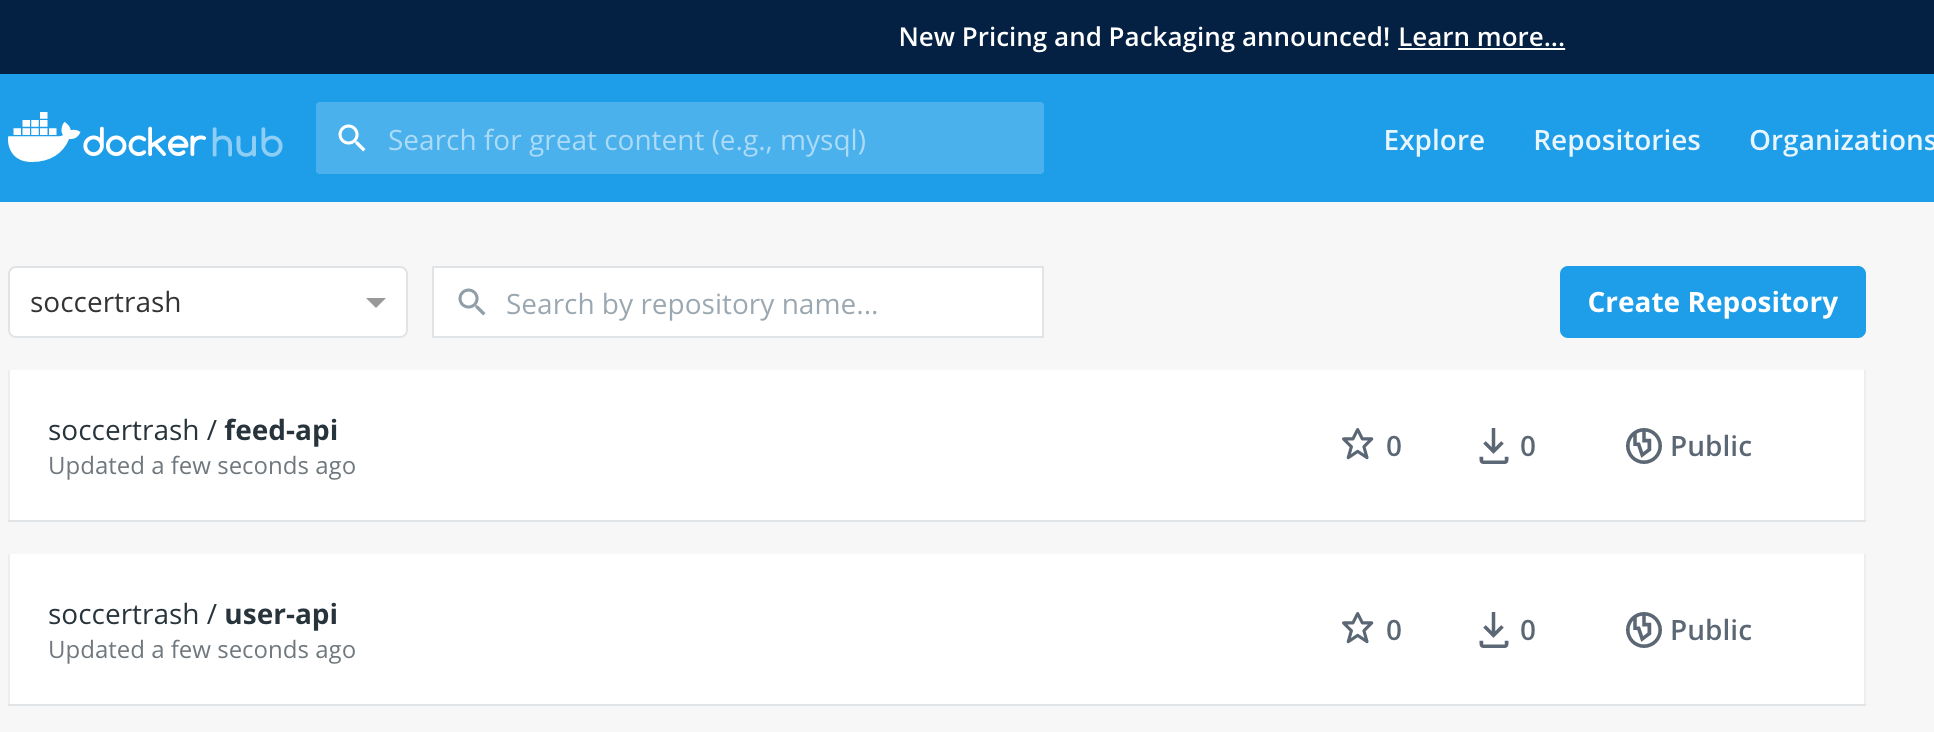 New Pricing and Packaging announced! Learn more...
docker hub
Search for great content (e.g., mysql)
Explore Repositories Organizations
soccertrash
Search by repository name...
Create Repository
soccertrash / feed-api
Updated a few seconds ago
0 0 Public
soccertrash / user-api
Updated a few seconds ago
0 0 Public